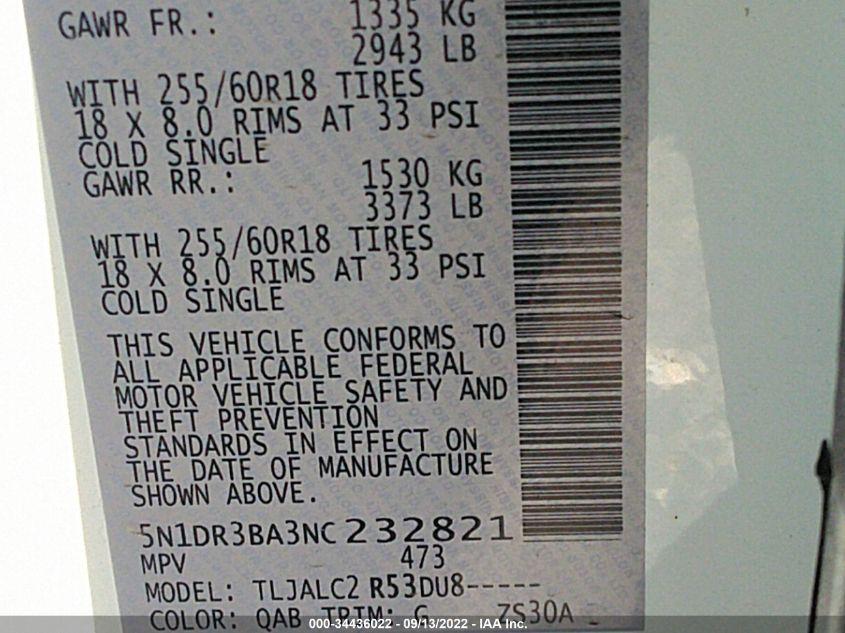 GAWR FR.: 1335 KG
2943 LB
WITH 255/60R18 TIRES
18 X 8.0 RIMS AT 33 PSI
COLD SINGLE
GAWR RR.: 1530 KG
3373 LB
WITH 255/60R18 TIRES
18 X 8.0 RIMS AT 33 PSI
COLD SINGLE
THIS VEHICLE CONFORMS TO
ALL APPLICABLE FEDERAL
MOTOR VEHICLE SAFETY AND
THEFT PREVENTION
STANDARDS IN EFFECT ON
THE DATE OF MANUFACTURE
SHOWN ABOVE.
5N1DR3BA3NC232821
MPV 473
MODEL: TLJALC2 R53DU8-----
COLOR: QAB TRIM: G ZS30A
000-34436022 - 09/13/2022 - IAA Inc.